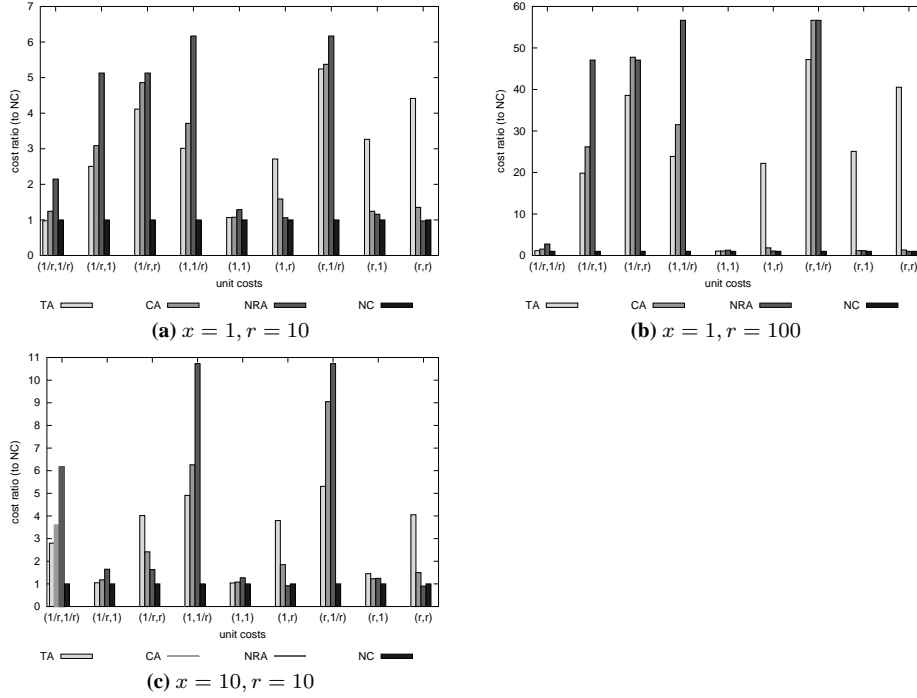 7
6
5
4
3
2
1
0
cost ratio (to NC)
(1/r,1/r) (1/r,1) (1/r,r) (1,1/r) (1,1) (1,r) (r,1/r) (r,1) (r,r)
unit costs
TA CA NRA NC
(a) x = 1, r = 10
60
50
40
30
20
10
0
cost ratio (to NC)
(1/r,1/r) (1/r,1) (1/r,r) (1,1/r) (1,1) (1,r) (r,1/r) (r,1) (r,r)
unit costs
TA CA NRA NC
(b) x = 1, r = 100
11
10
9
8
7
6
5
4
3
2
1
0
cost ratio (to NC)
(1/r,1/r) (1/r,1) (1/r,r) (1,1/r) (1,1) (1,r) (r,1/r) (r,1) (r,r)
unit costs
TA CA NRA NC
(c) x = 10, r = 10